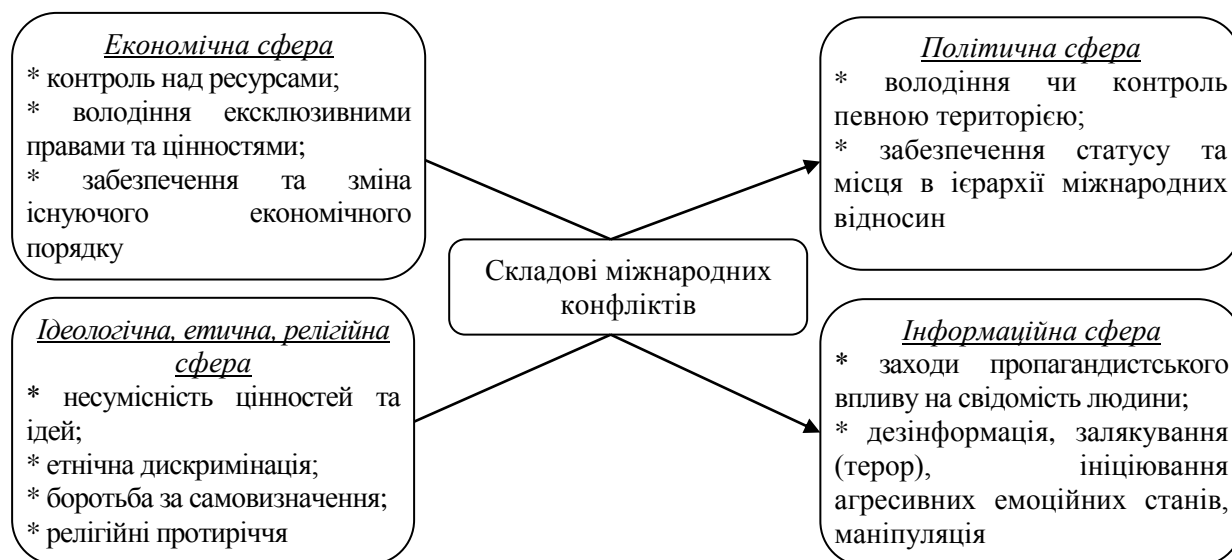 Економічна сфера
* контроль над ресурсами;
* володіння ексклюзивними
правами та цінностями;
* забезпечення та зміна
існуючого економічного
порядку
Політична сфера
* володіння чи контроль
певною територією;
* забезпечення статусу та
місця в ієрархії міжнародних
відносин
Складові міжнародних
конфліктів
Ідеологічна, етична, релігійна
сфера
* несумісність цінностей та
ідей;
* етнічна дискримінація;
* боротьба за самовизначення;
* релігійні протиріччя
Інформаційна сфера
* заходи пропагандистського
впливу на свідомість людини;
* дезінформація, залякування
(терор), ініціювання
агресивних емоційних станів,
маніпуляція